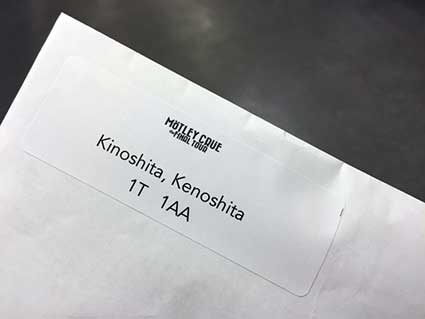 MÖTLEY CRÜE
THE FINAL TOUR
Kinoshita, Kenoshita
1T 1AA